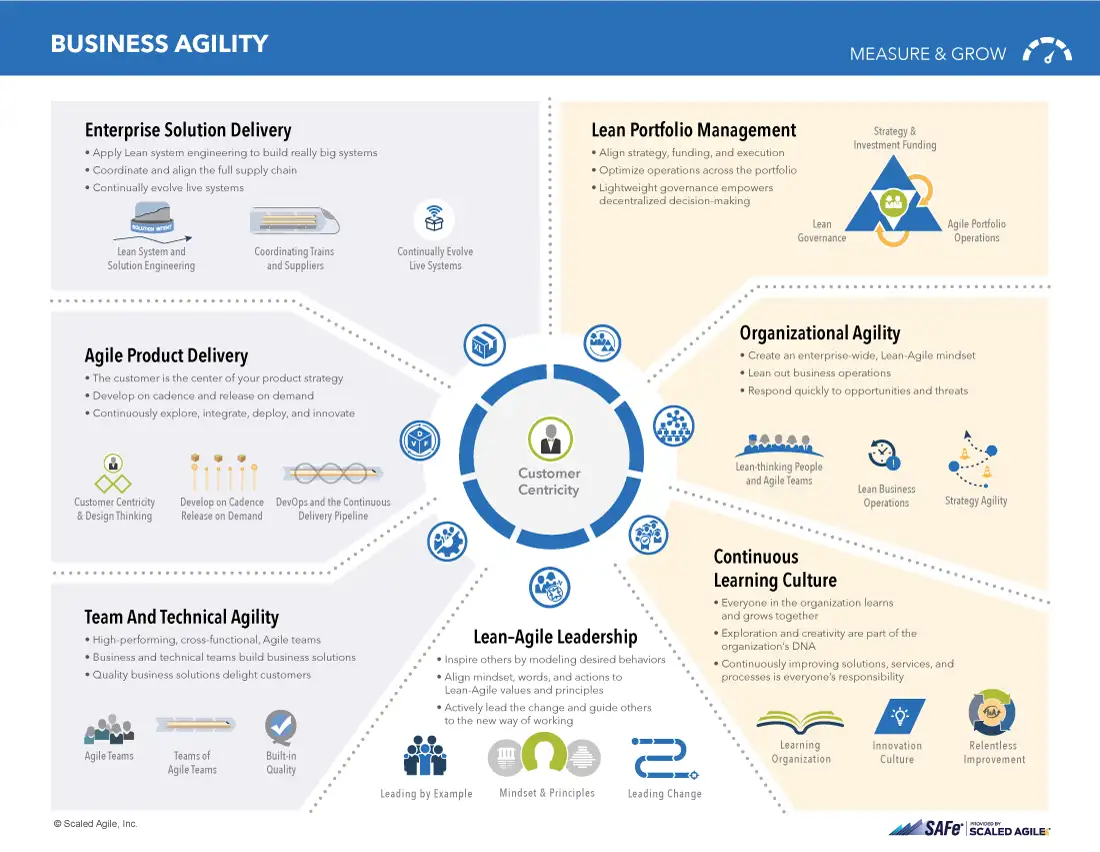 BUSINESS AGILITY
MEASURE & GROW
Enterprise Solution Delivery
• Apply Lean system engineering to build really big systems
• Coordinate and align the full supply chain
• Continually evolve live systems
SOLUTION INTENT
Lean System and
Solution Engineering
Coordinating Trains
and Suppliers
Continually Evolve
Live Systems
Lean Portfolio Management
• Align strategy, funding, and execution
• Optimize operations across the portfolio
• Lightweight governance empowers
decentralized decision-making
Strategy &
Investment Funding
Lean
Governance
Agile Portfolio
Operations
Agile Product Delivery
• The customer is the center of your product strategy
• Develop on cadence and release on demand
• Continuously explore, integrate, deploy, and innovate
Customer Centricity
& Design Thinking
Develop on Cadence
Release on Demand
DevOps and the Continuous
Delivery Pipeline
XL
D
V F
Customer
Centricity
Organizational Agility
• Create an enterprise-wide, Lean-Agile mindset
• Lean out business operations
• Respond quickly to opportunities and threats
Lean-thinking People
and Agile Teams
Lean Business
Operations
Strategy Agility
Team And Technical Agility
• High-performing, cross-functional, Agile teams
• Business and technical teams build business solutions
• Quality business solutions delight customers
Agile Teams
Teams of
Agile Teams
Built-in
Quality
Lean–Agile Leadership
• Inspire others by modeling desired behaviors
• Align mindset, words, and actions to
Lean-Agile values and principles
• Actively lead the change and guide others
to the new way of working
Leading by Example
Mindset & Principles
Leading Change
Continuous
Learning Culture
• Everyone in the organization learns
and grows together
• Exploration and creativity are part of the
organization's DNA
• Continuously improving solutions, services, and
processes is everyone's responsibility
Learning
Organization
Innovation
Culture
Relentless
Improvement
© Scaled Agile, Inc.
SAFe® PROVIDED BY
SCALED AGILE